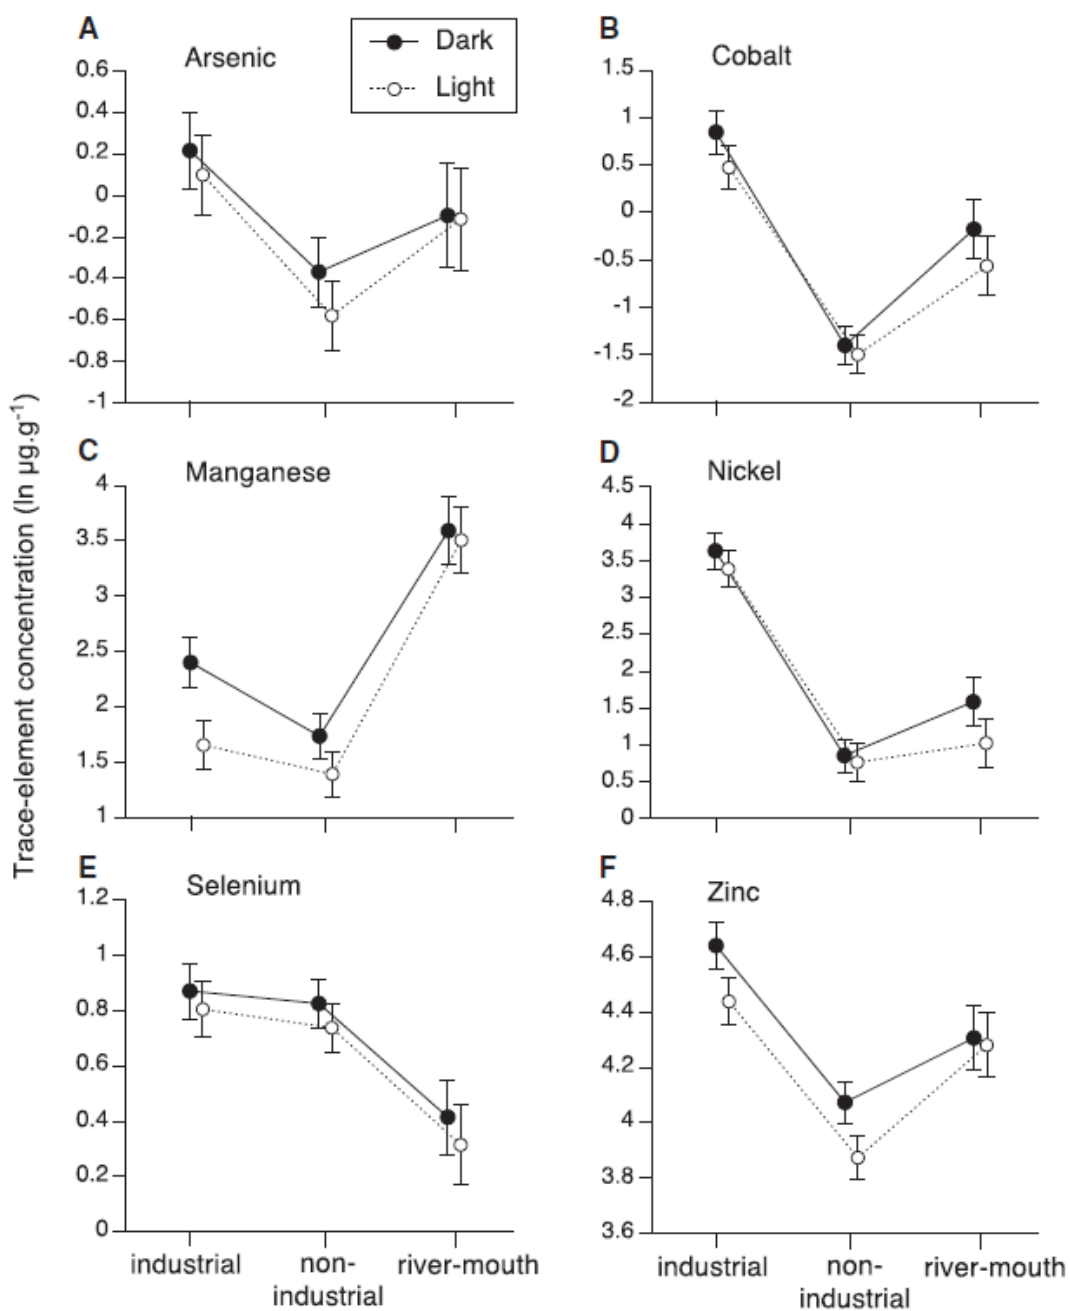 A
Arsenic
Dark
Light
0.6
0.4
0.2
0
-0.2
-0.4
-0.6
-0.8
-1
B
Cobalt
1.5
1
0.5
0
-0.5
-1
-1.5
-2
Trace-element concentration (ln µg.g⁻¹)
C
Manganese
4
3.5
3
2.5
2
1.5
1
D
Nickel
4.5
4
3.5
3
2.5
2
1.5
1
0.5
0
E
Selenium
1.2
1
0.8
0.6
0.4
0.2
0
industrial
non-
industrial
river-mouth
F
Zinc
4.8
4.6
4.4
4.2
4
3.8
3.6
industrial
non-
industrial
river-mouth